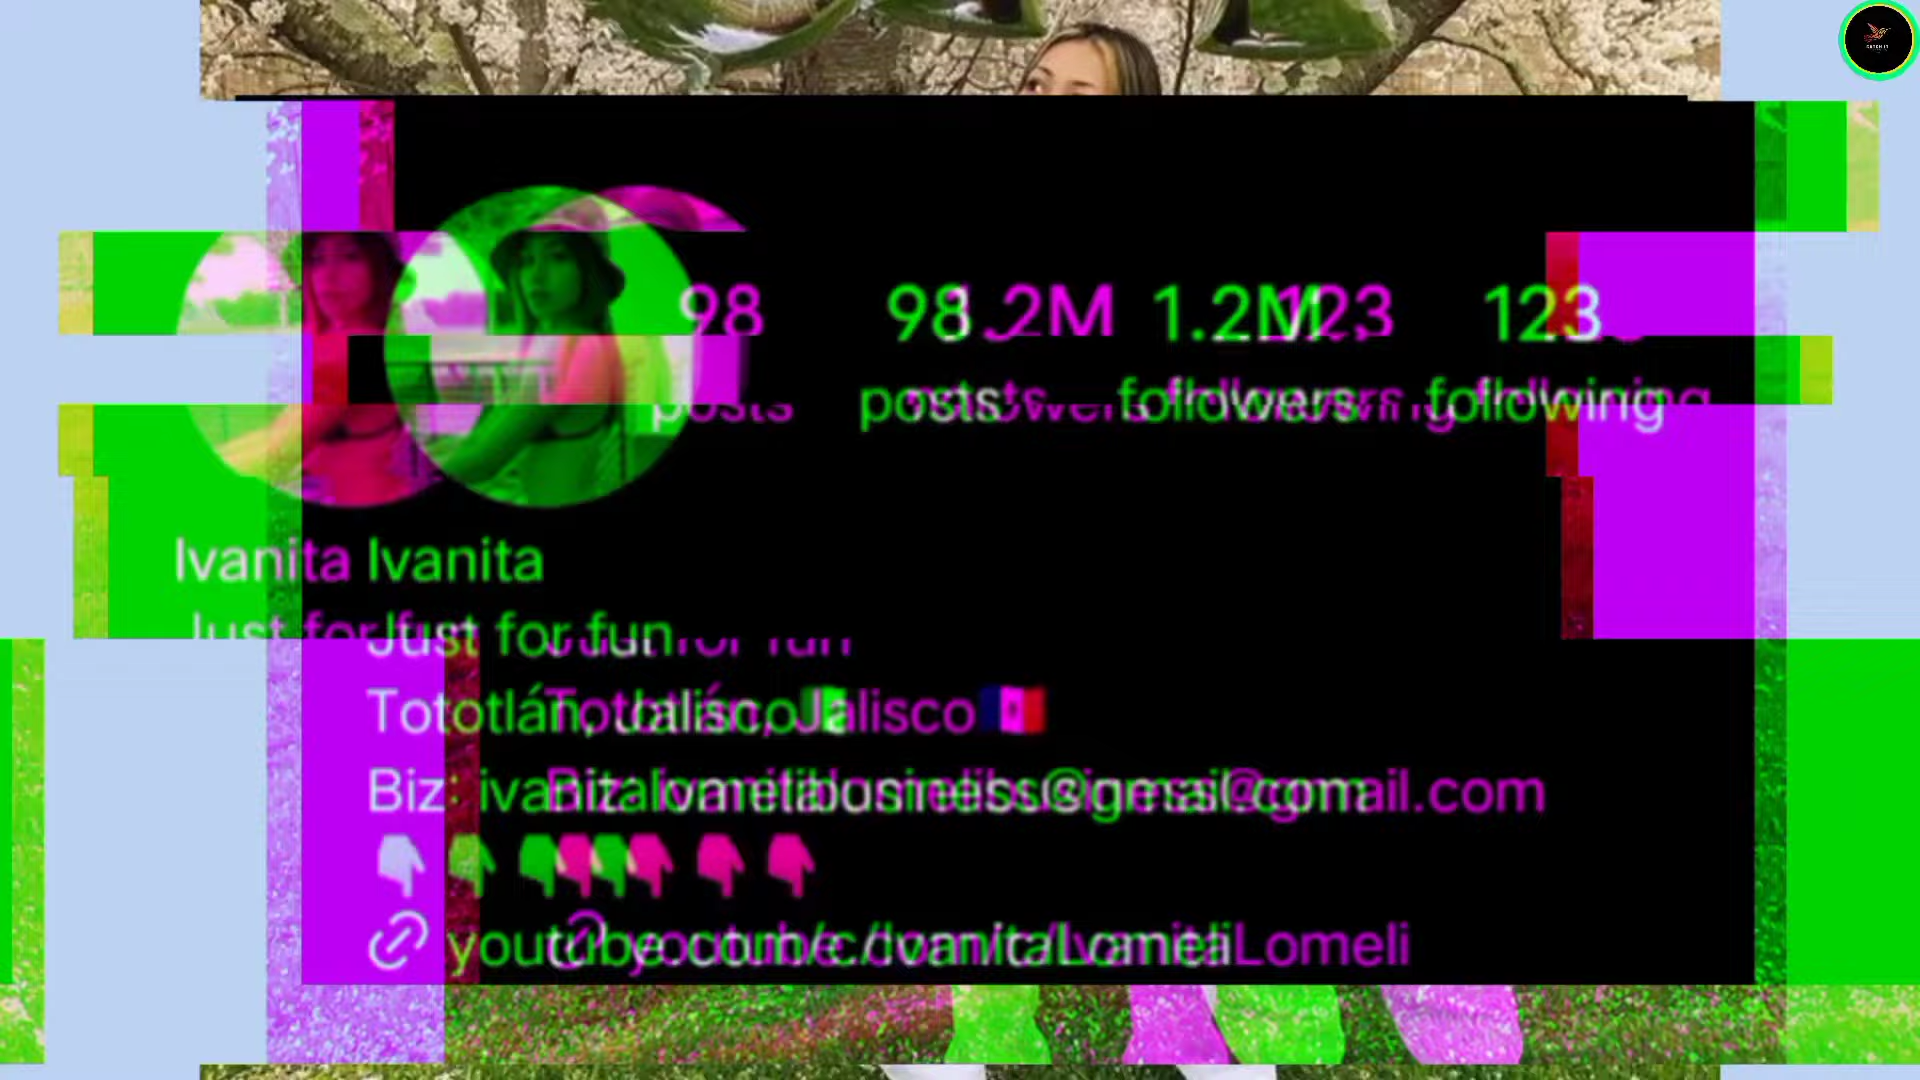 98 posts 1.2M followers 123 following
Ivanita
Just for fun
Tototlán, Jalisco🇲🇽
Biz: ivanitalomelibusiness@gmail.com
👇👇👇👇
youtube.com/c/IvanitaLomeli